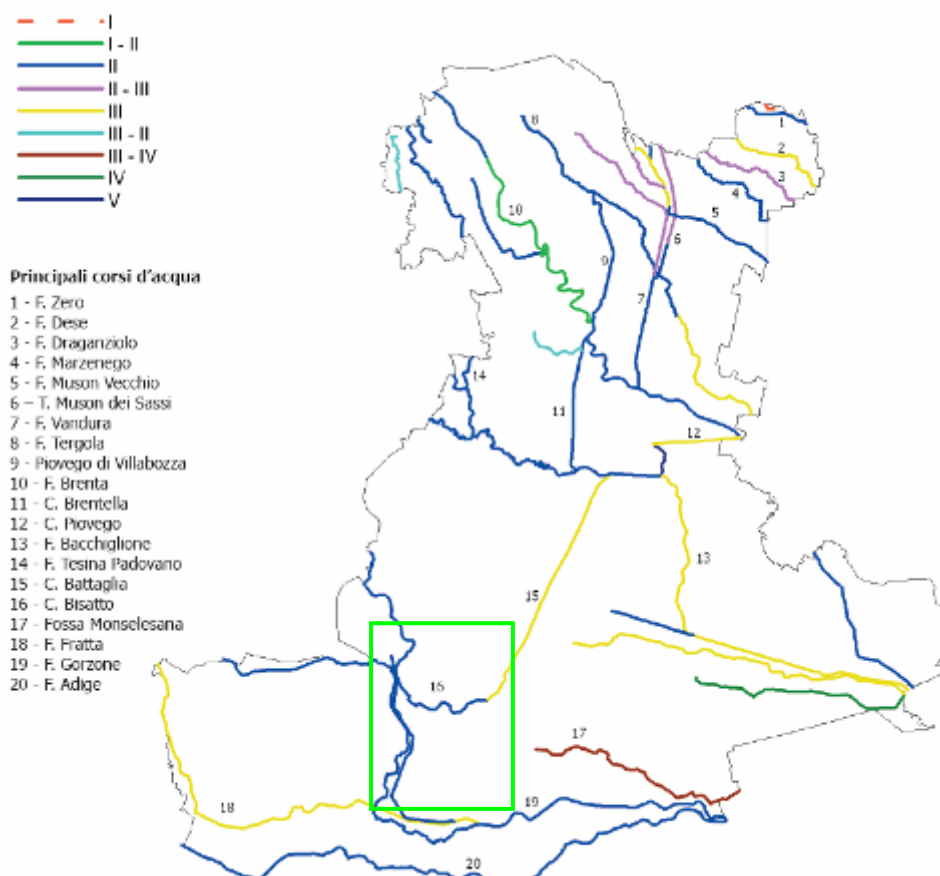 I
I - II
II
II - III
III
III - II
III - IV
IV
V
Principali corsi d'acqua
1 - F. Zero
2 - F. Dese
3 - F. Draganziolo
4 - F. Marzenego
5 - F. Muson Vecchio
6 – T. Muson dei Sassi
7 - F. Vandura
8 - F. Tergola
9 - Piovego di Villabozza
10 - F. Brenta
11 - C. Brentella
12 - C. Piovego
13 - F. Bacchiglione
14 - F. Tesina Padovano
15 - C. Battaglia
16 - C. Bisatto
17 - Fossa Monselesana
18 - F. Fratta
19 - F. Gorzone
20 - F. Adige
8
1
2
3
4
10
5
6
9
7
14
11
12
13
15
16
17
18
19
20